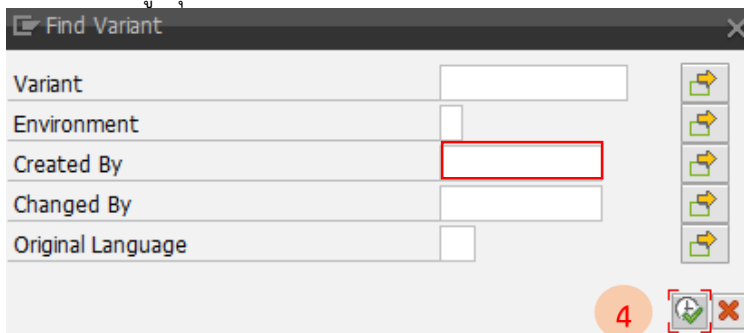 Find Variant
Variant
Environment
Created By
Changed By
Original Language
4